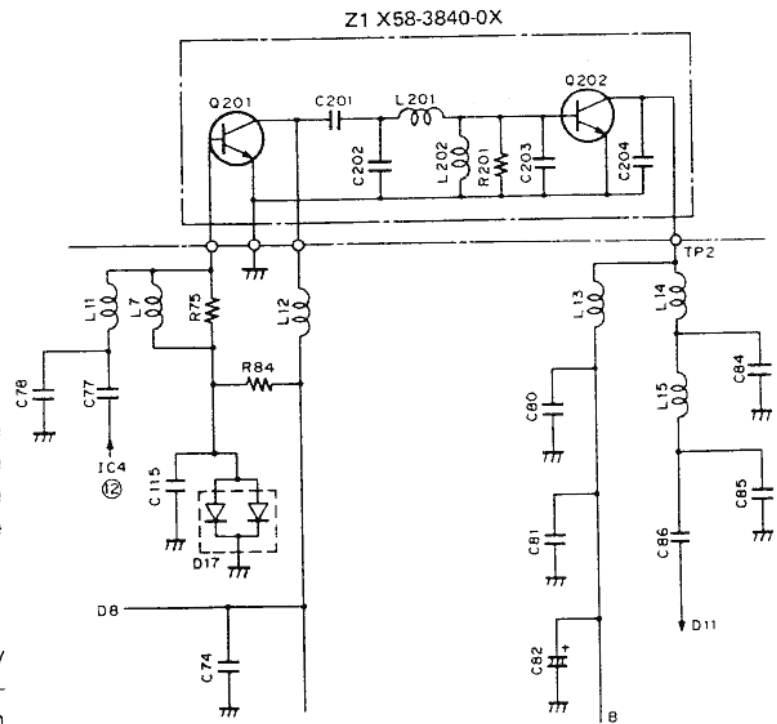 Z1 X58-3840-0X
Q201
C201
L201
Q202
C202
L202
R201
C203
C204
TP2
L11
L7
R75
L12
L13
L14
C78
C77
R84
C80
L15
C84
IC4
⑫
C115
D17
C81
C86
C85
D8
C74
C82
+
D11
B